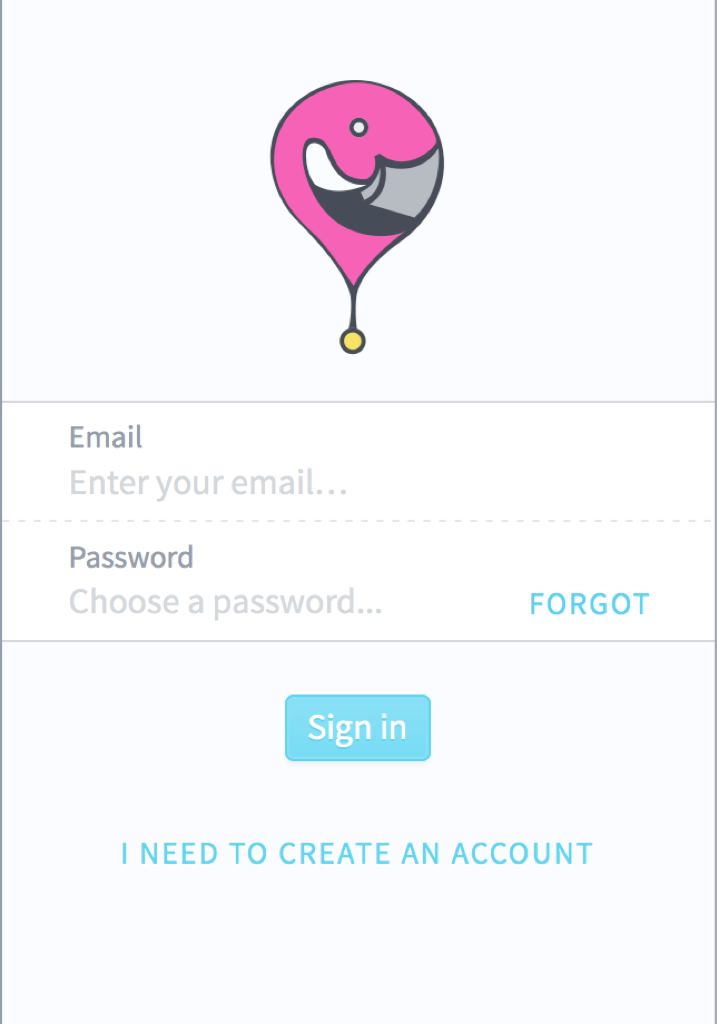 Email
Enter your email…
Password
Choose a password...
FORGOT
Sign in
I NEED TO CREATE AN ACCOUNT